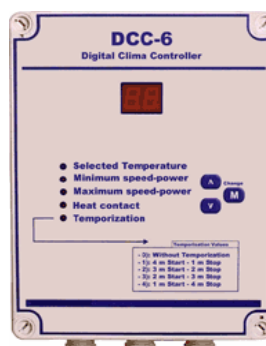 DCC-6
Digital Clima Controller
88
Selected Temperature
Minimum speed-power
Maximum speed-power
Heat contact
Temporization
Λ
Change
M
V
Temporization Values
- 0): Without Temporization
- 1): 4 m Start - 1 m Stop
- 2): 3 m Start - 2 m Stop
- 3): 2 m Start - 3 m Stop
- 4): 1 m Start - 4 m Stop